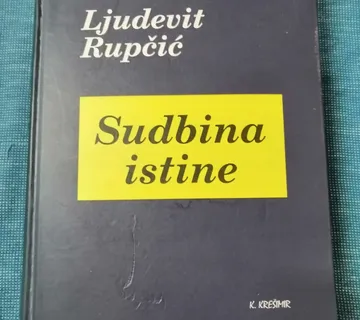 Ljudevit
Rupčić
Sudbina
istine
K. KREŠIMIR